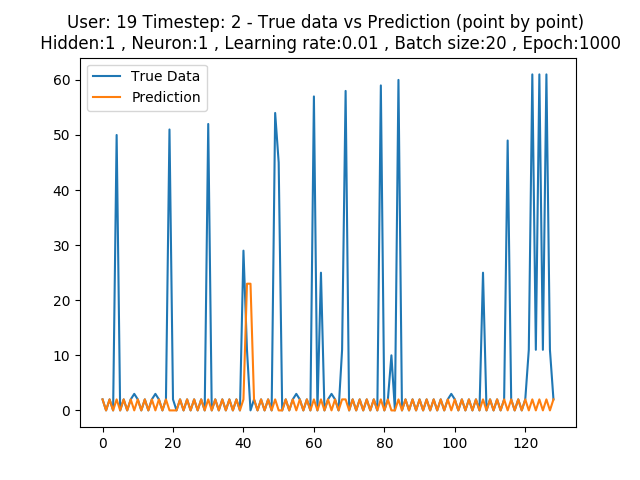 User: 19 Timestep: 2 - True data vs Prediction (point by point)
Hidden:1 , Neuron:1 , Learning rate:0.01 , Batch size:20 , Epoch:1000
True Data
Prediction
60
50
40
30
20
10
0
0 20 40 60 80 100 120